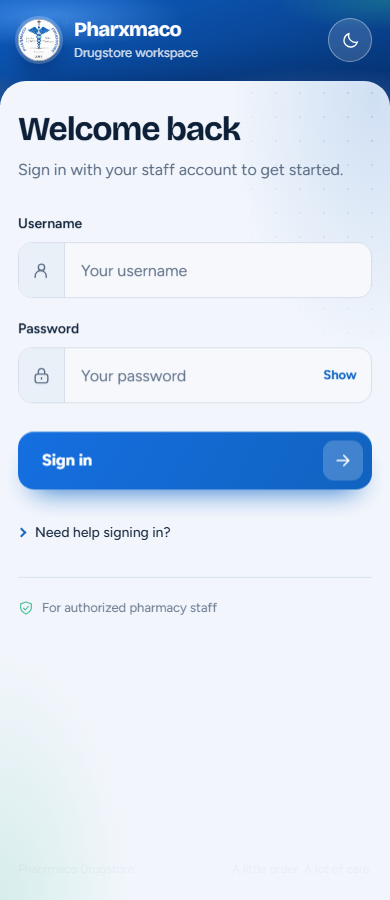 Pharxmaco
Drugstore workspace
Welcome back
Sign in with your staff account to get started.
Username
Your username
Password
Your password
Show
Sign in
Need help signing in?
For authorized pharmacy staff
Pharxmaco Drugstore
A little order. A lot of care.